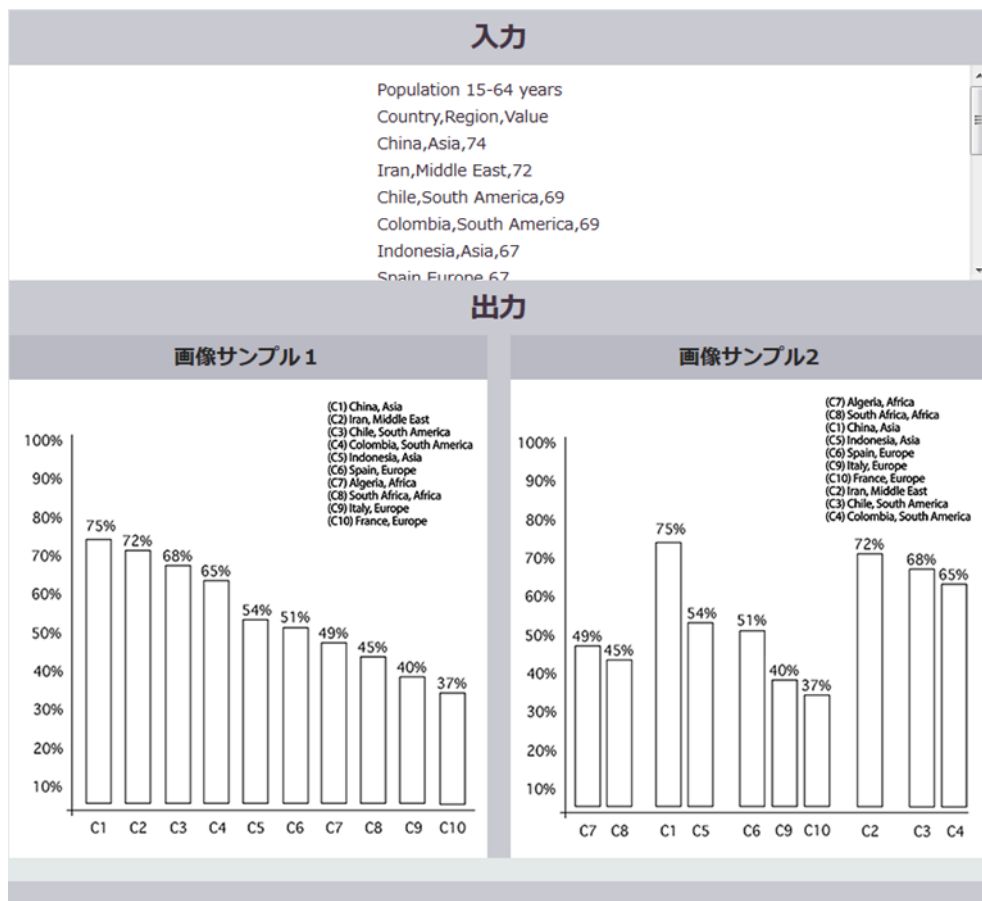 入力
Population 15-64 years
Country,Region,Value
China,Asia,74
Iran,Middle East,72
Chile,South America,69
Colombia,South America,69
Indonesia,Asia,67
Spain,Europe,67
出力
画像サンプル1
(C1) China, Asia
(C2) Iran, Middle East
(C3) Chile, South America
(C4) Colombia, South America
(C5) Indonesia, Asia
(C6) Spain, Europe
(C7) Algeria, Africa
(C8) South Africa, Africa
(C9) Italy, Europe
(C10) France, Europe
100%
90%
80%
70%
60%
50%
40%
30%
20%
10%
75%
72%
68%
65%
54%
51%
49%
45%
40%
37%
C1 C2 C3 C4 C5 C6 C7 C8 C9 C10
画像サンプル2
(C7) Algeria, Africa
(C8) South Africa, Africa
(C1) China, Asia
(C5) Indonesia, Asia
(C6) Spain, Europe
(C9) Italy, Europe
(C10) France, Europe
(C2) Iran, Middle East
(C3) Chile, South America
(C4) Colombia, South America
100%
90%
80%
70%
60%
50%
40%
30%
20%
10%
49%
45%
75%
54%
51%
40%
37%
72%
68%
65%
C7 C8 C1 C5 C6 C9 C10 C2 C3 C4